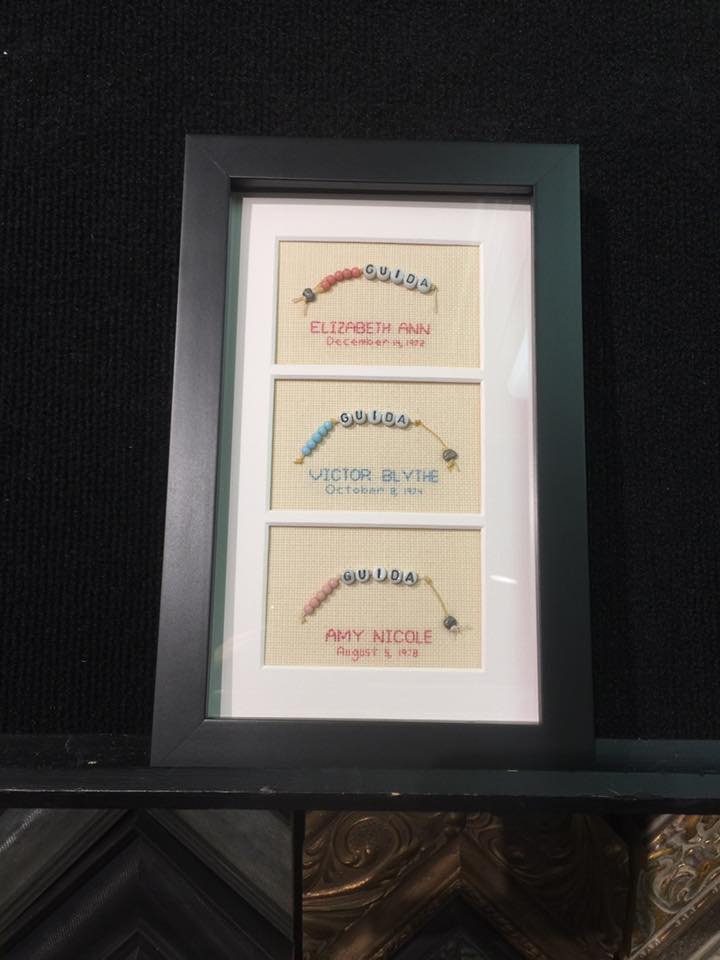 GUIDA
ELIZABETH ANN
December 14, 1972
GUIDA
VICTOR BLYTHE
October 8, 1974
GUIDA
AMY NICOLE
August 5, 1978